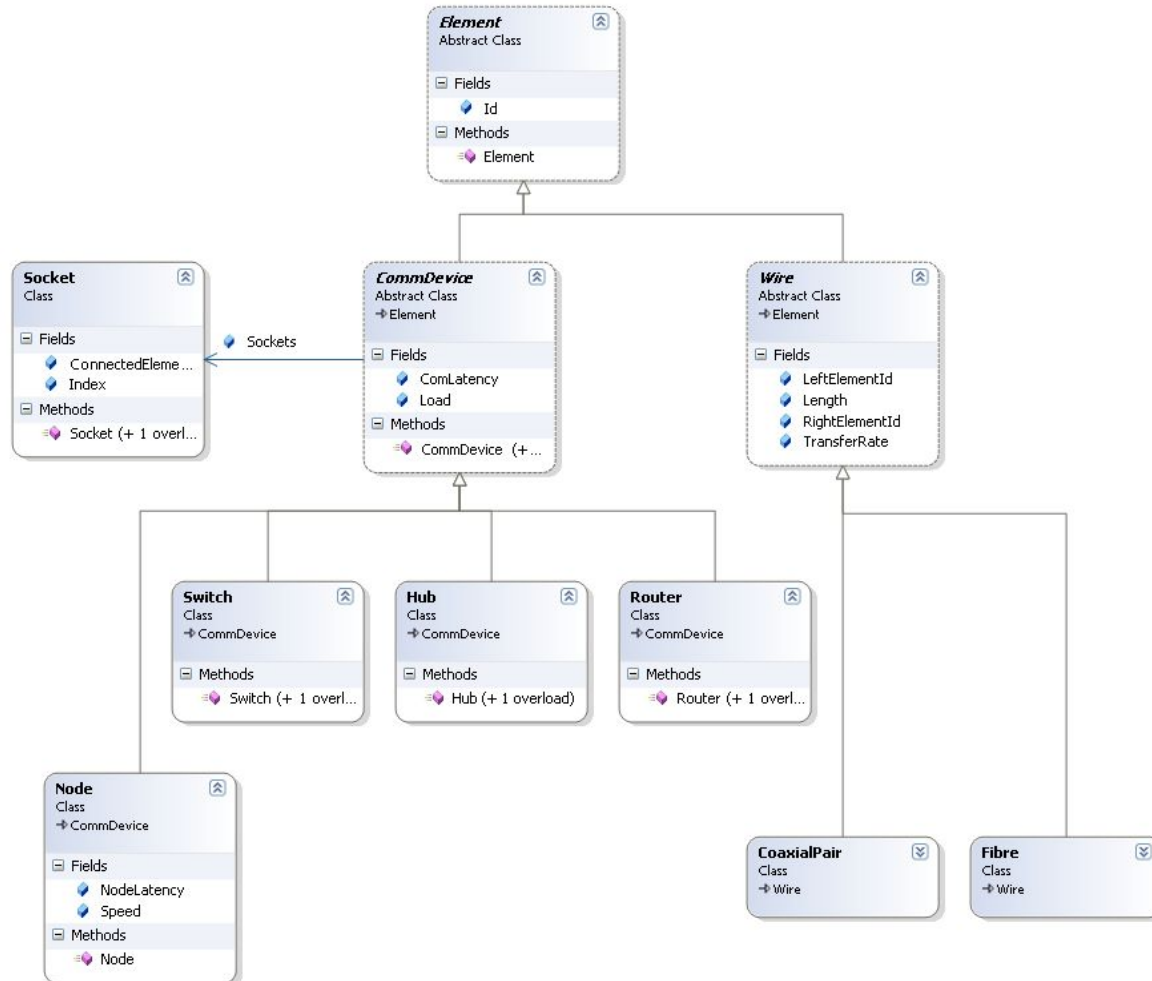 Element
Abstract Class
Fields
Id
Methods
Element
Socket
Class
Fields
ConnectedEleme...
Index
Methods
Socket (+ 1 overl...
Sockets
CommDevice
Abstract Class
Element
Fields
ComLatency
Load
Methods
CommDevice (+...
Wire
Abstract Class
Element
Fields
LeftElementId
Length
RightElementId
TransferRate
Switch
Class
CommDevice
Methods
Switch (+ 1 overl...
Hub
Class
CommDevice
Methods
Hub (+ 1 overload)
Router
Class
CommDevice
Methods
Router (+ 1 overl...
Node
Class
CommDevice
Fields
NodeLatency
Speed
Methods
Node
CoaxialPair
Class
Wire
Fibre
Class
Wire